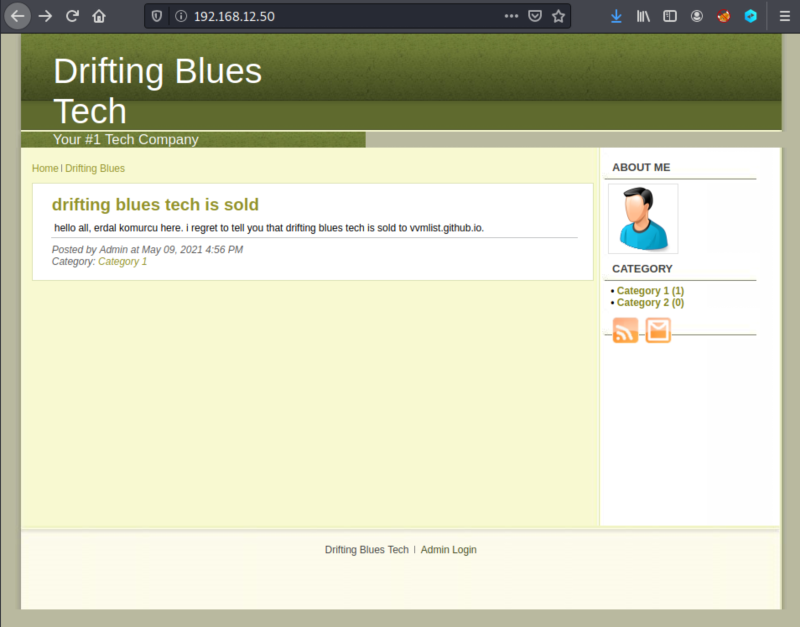 192.168.12.50
Drifting Blues
Tech
Your #1 Tech Company
Home | Drifting Blues
drifting blues tech is sold
hello all, erdal komurcu here. i regret to tell you that drifting blues tech is sold to vvmlist.github.io.
Posted by Admin at May 09, 2021 4:56 PM
Category: Category 1
ABOUT ME
CATEGORY
• Category 1 (1)
• Category 2 (0)
Drifting Blues Tech | Admin Login